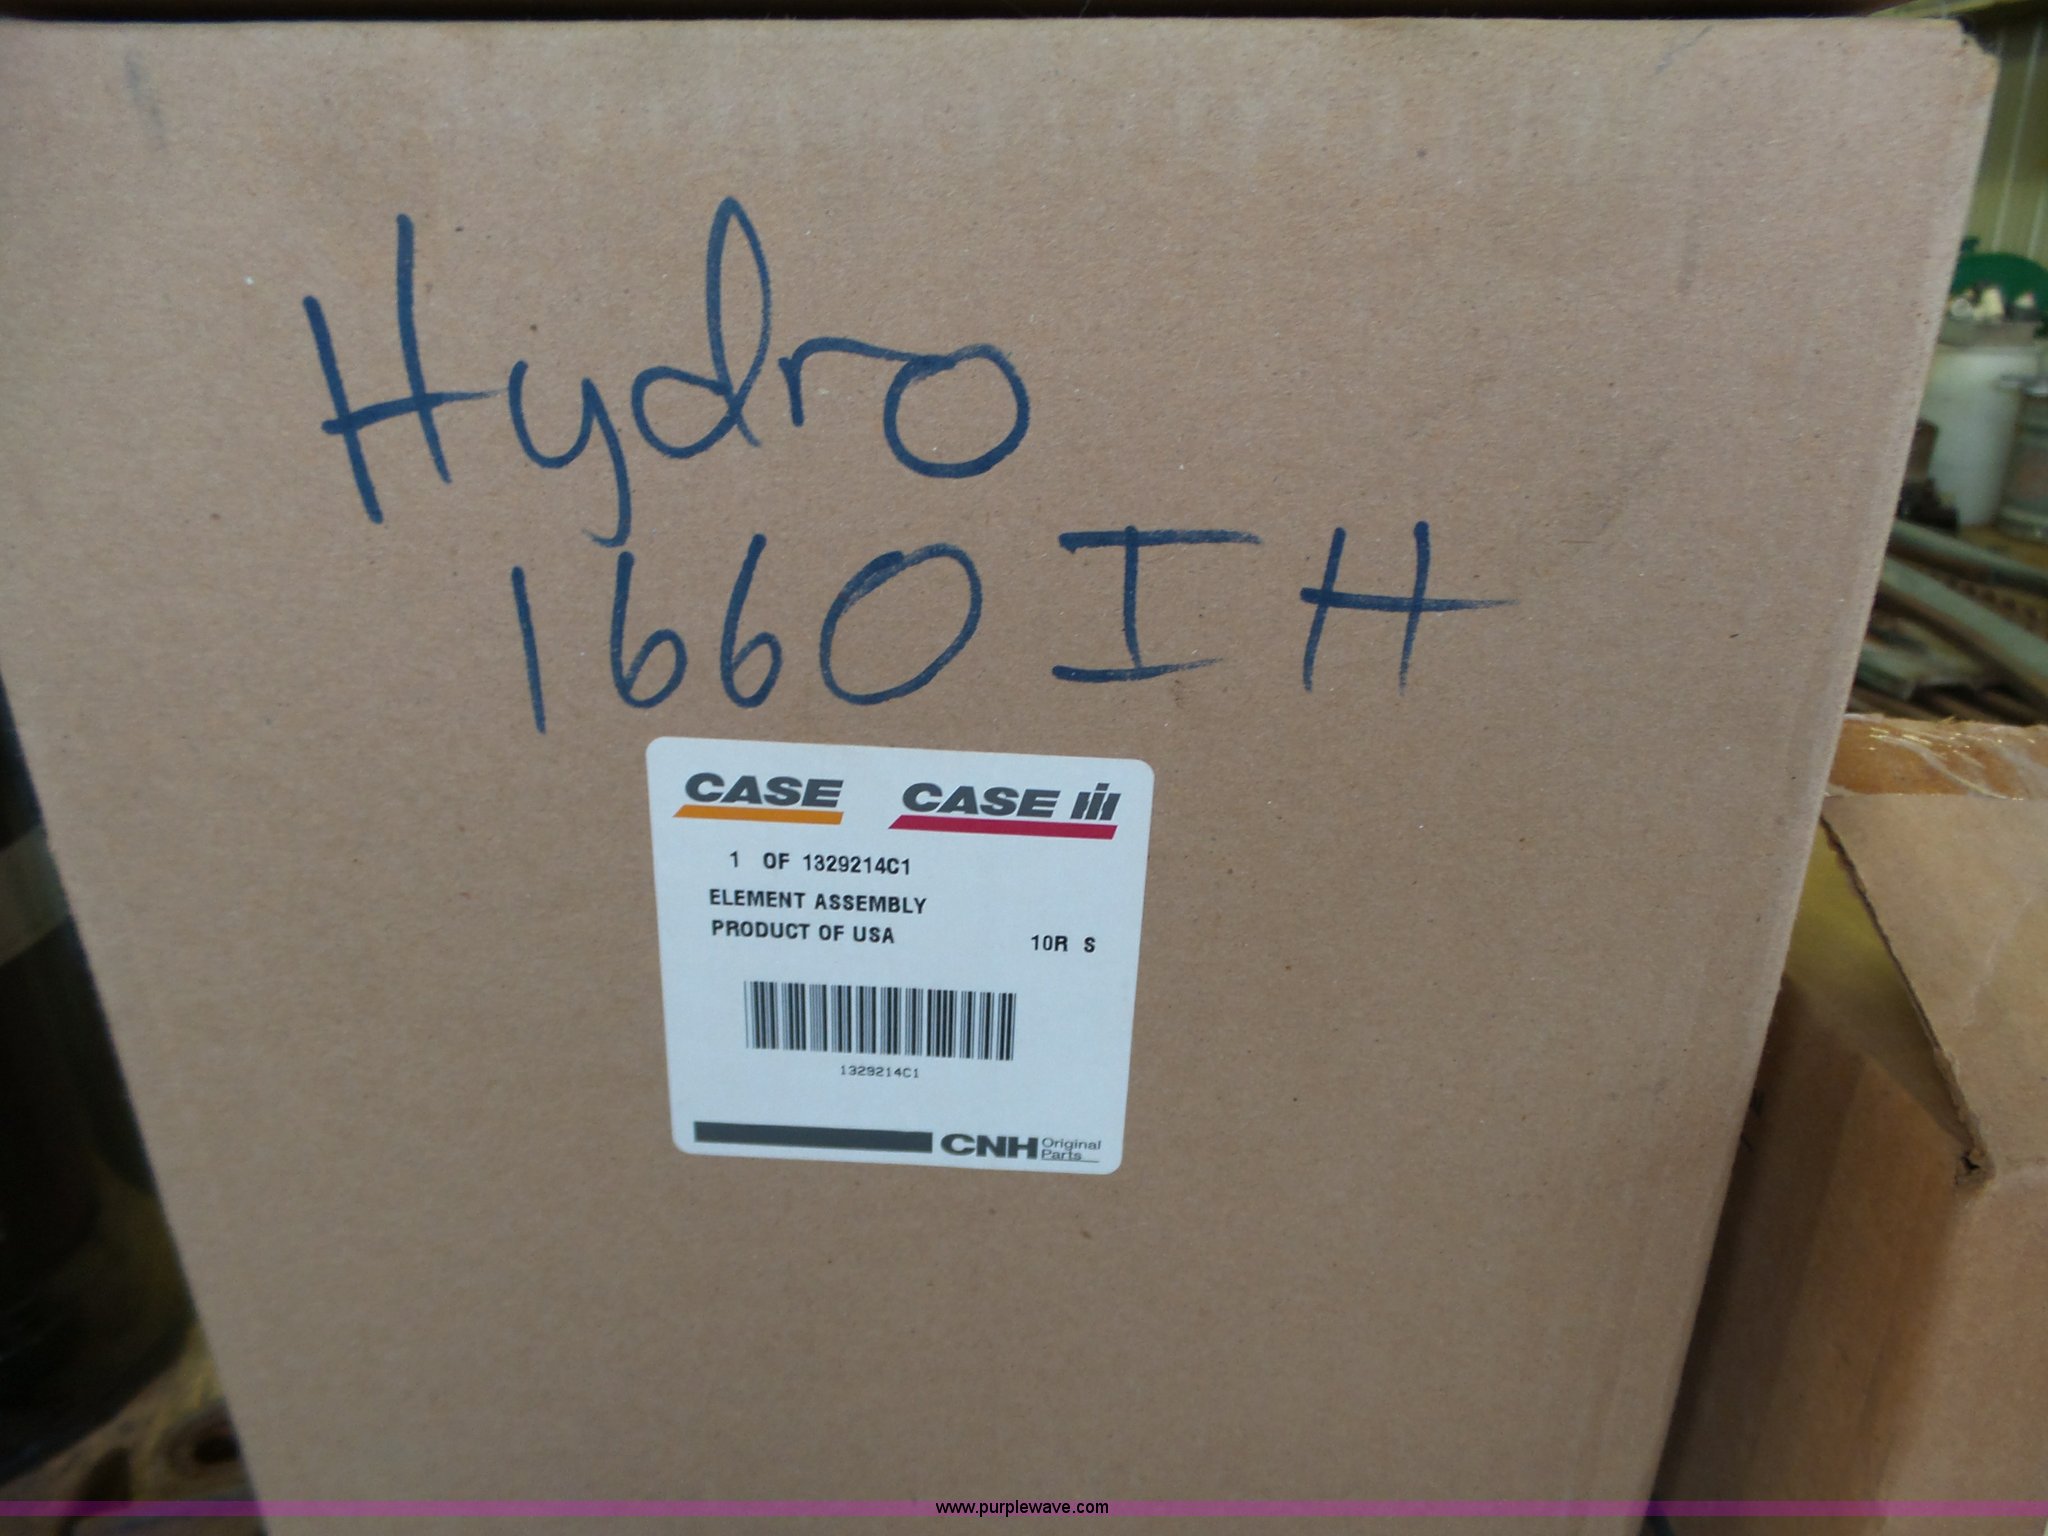 Hydro
1660 IH
CASE CASE IH
1 OF 1329214C1
ELEMENT ASSEMBLY
PRODUCT OF USA 10R S
1329214C1
CNH Original Parts
www.purplewave.com